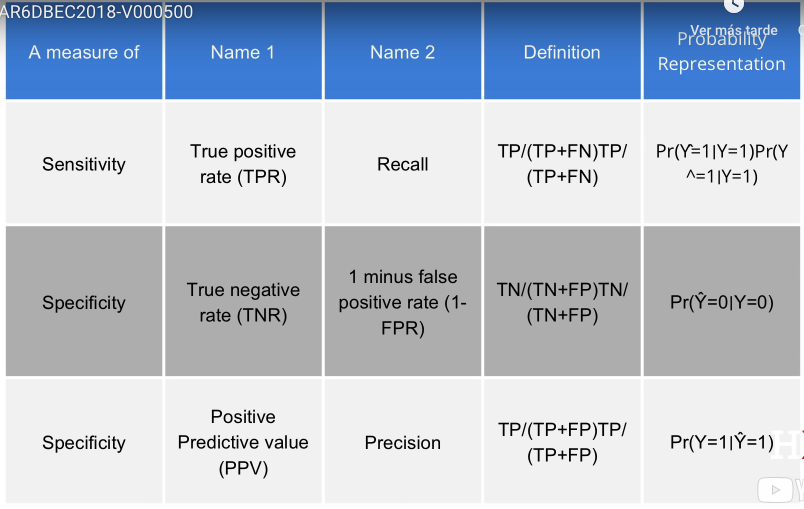 AR6DBEC2018-V000500
Ver más tarde
A measure of
Name 1
Name 2
Definition
Probability
Representation
Sensitivity
True positive
rate (TPR)
Recall
TP/(TP+FN)TP/
(TP+FN)
Pr(Ŷ=1|Y=1)Pr(Y
^=1|Y=1)
Specificity
True negative
rate (TNR)
1 minus false
positive rate (1-
FPR)
TN/(TN+FP)TN/
(TN+FP)
Pr(Ŷ=0|Y=0)
Specificity
Positive
Predictive value
(PPV)
Precision
TP/(TP+FP)TP/
(TP+FP)
Pr(Y=1|Ŷ=1)